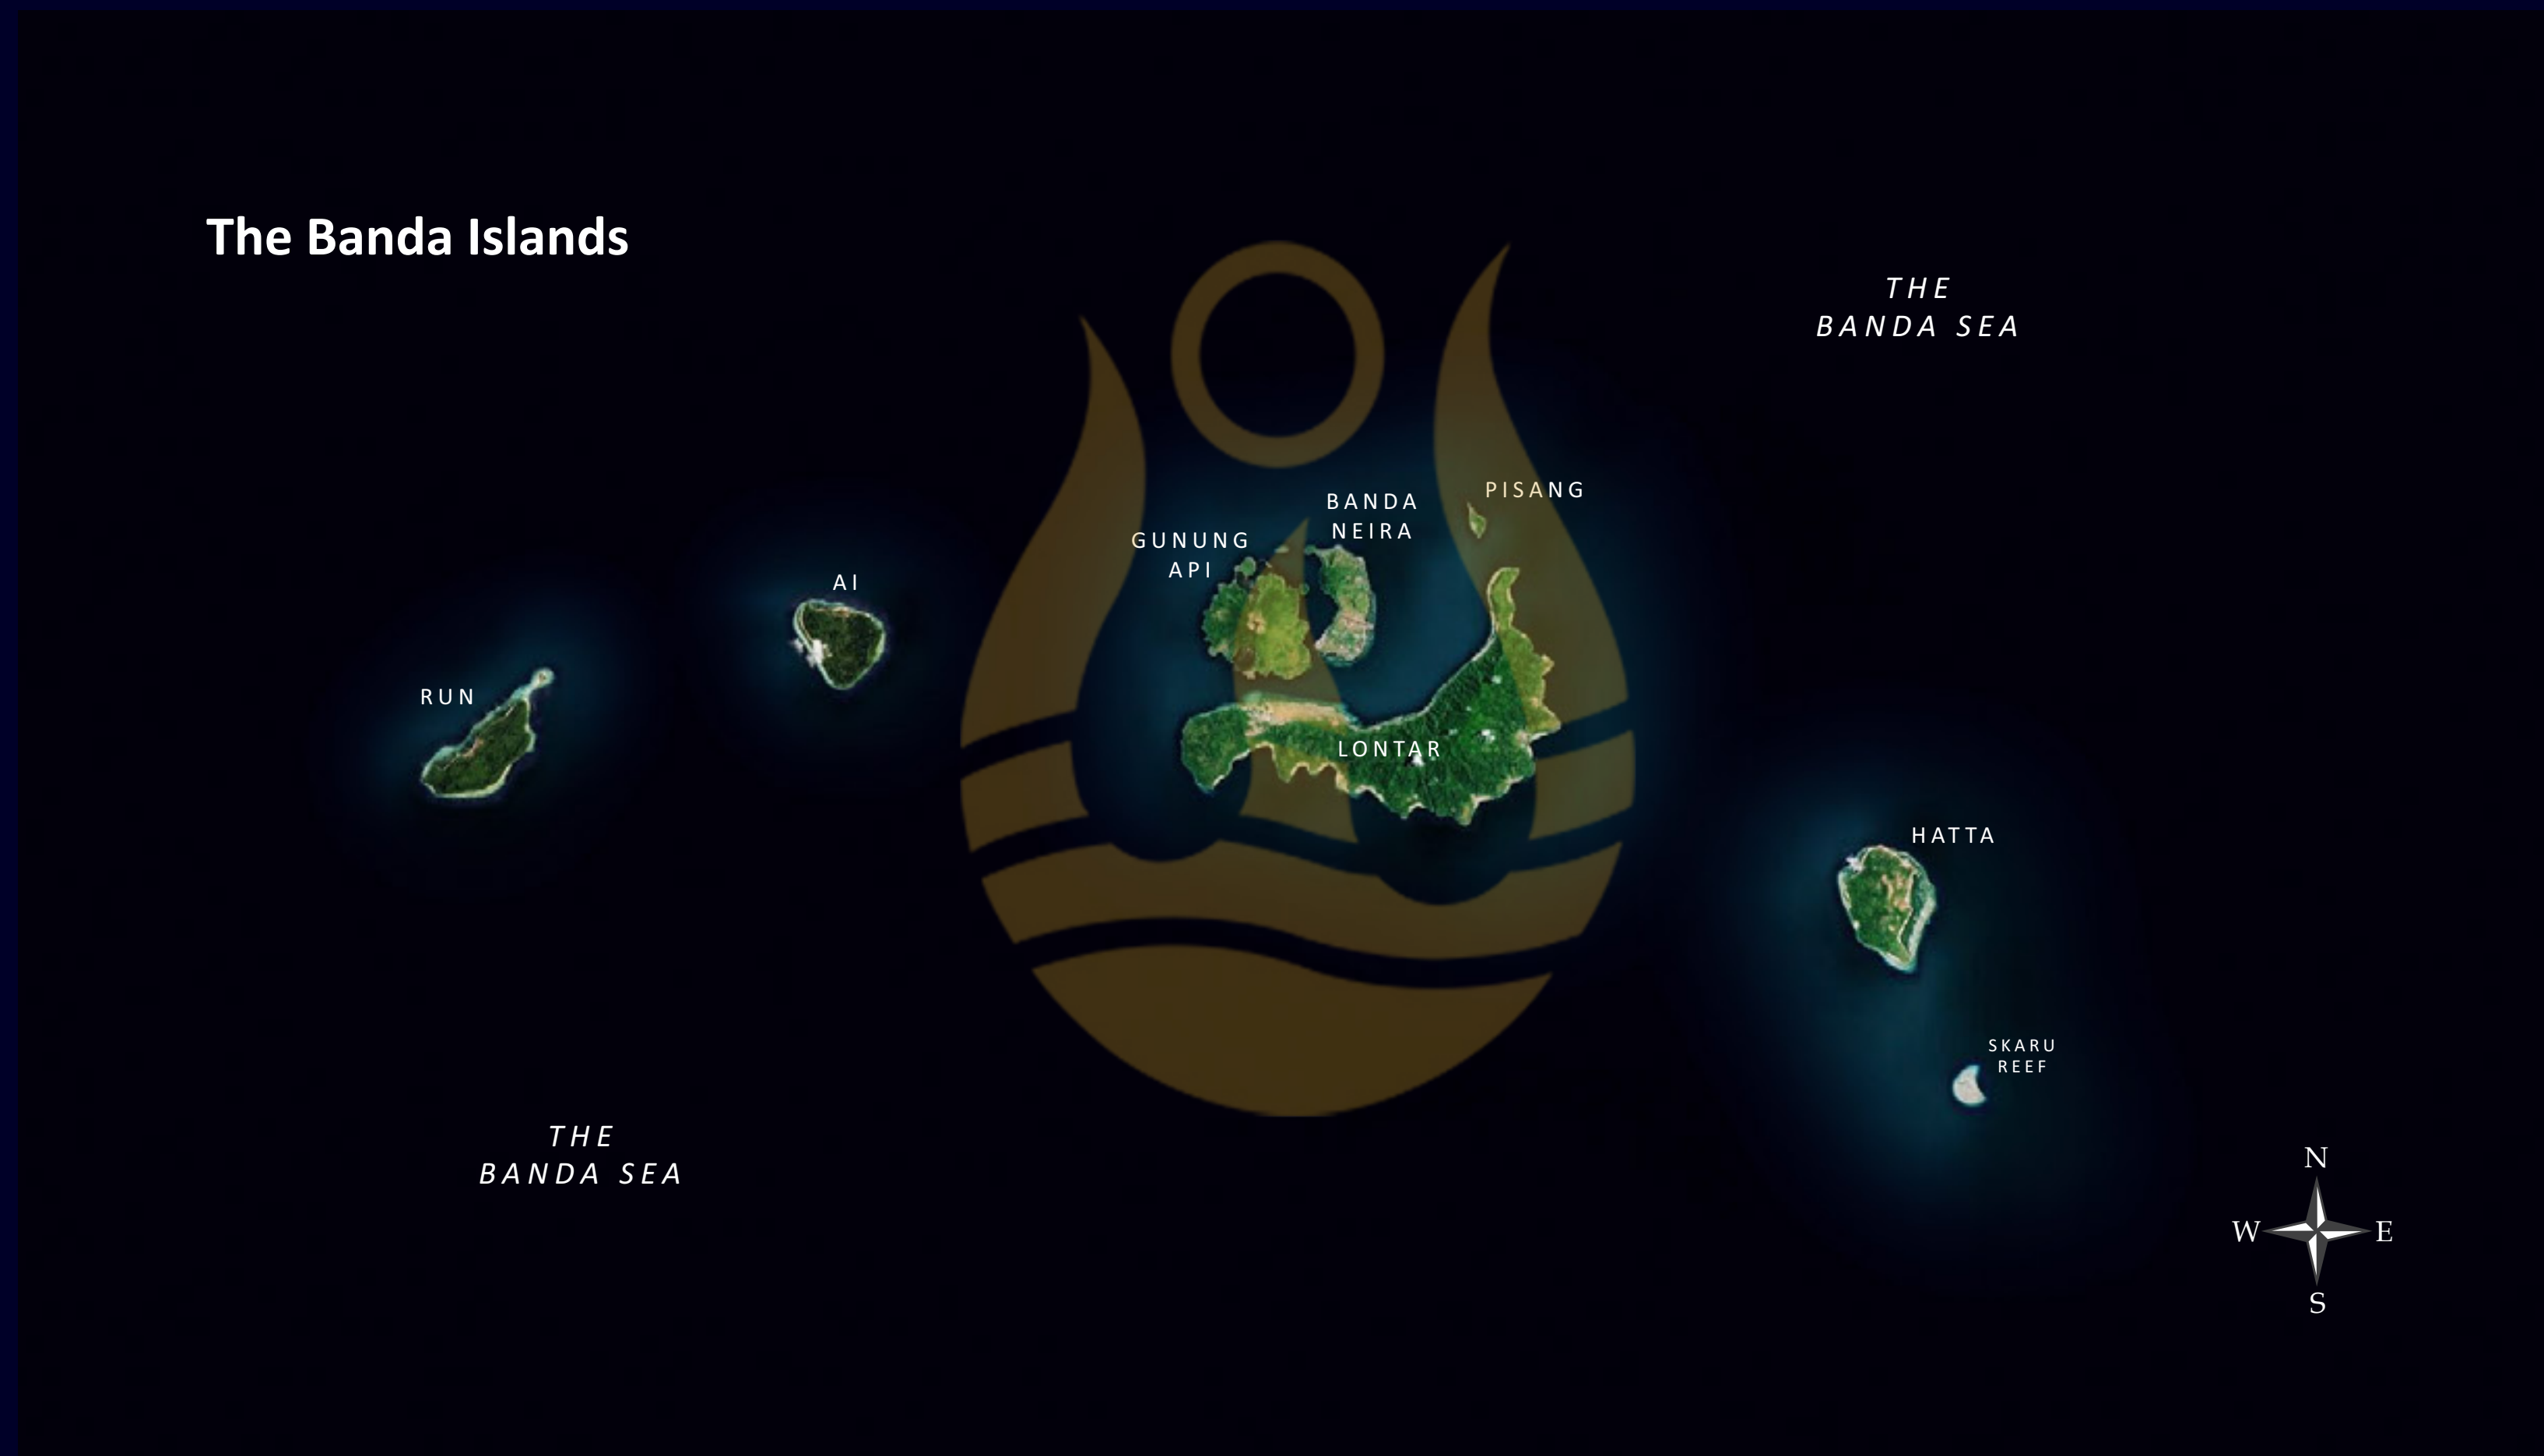 The Banda Islands
THE
BANDA SEA
PISANG
BANDA
NEIRA
GUNUNG
API
AI
RUN
LONTAR
HATTA
SKARU
REEF
THE
BANDA SEA
N
W
E
S